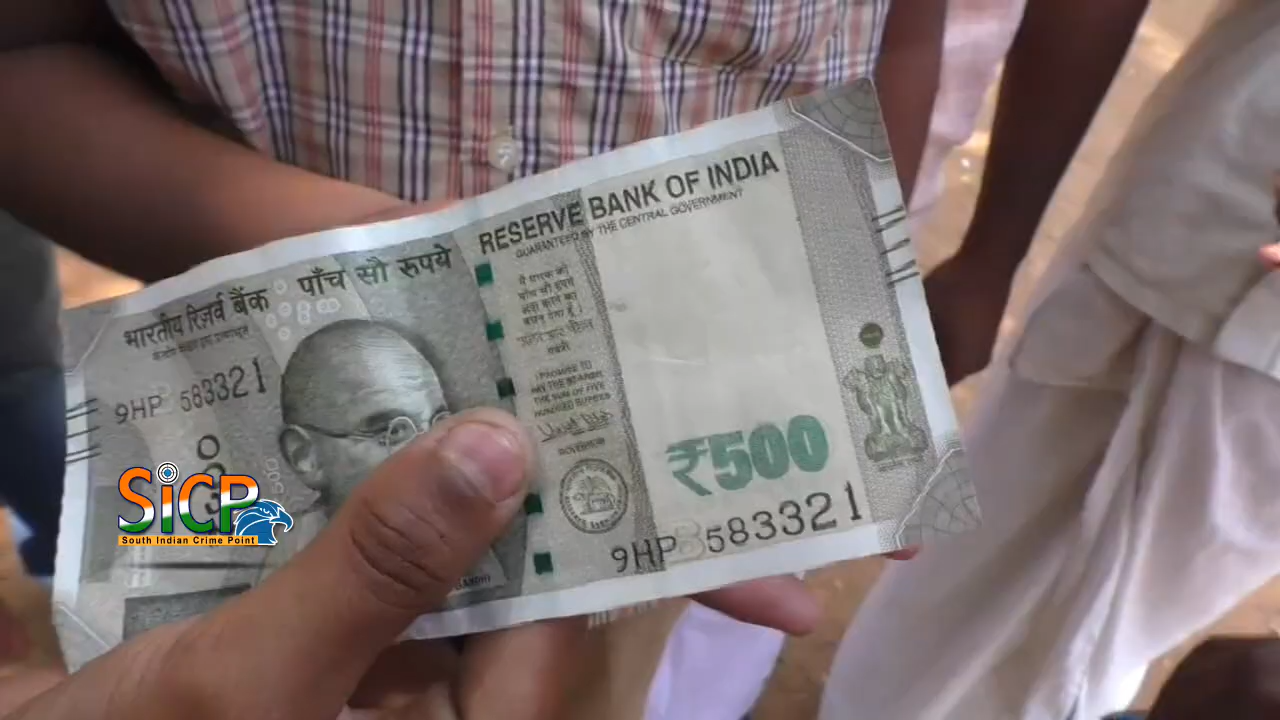 भारतीय रिज़र्व बैंक
पाँच सौ रुपये
RESERVE BANK OF INDIA
GUARANTEED BY THE CENTRAL GOVERNMENT
9HP 583321
I PROMISE TO
PAY THE BEARER
THE SUM OF FIVE
HUNDRED RUPEES
GOVERNOR
₹500
9HP 583321
GANDHI
SiCP
South Indian Crime Point